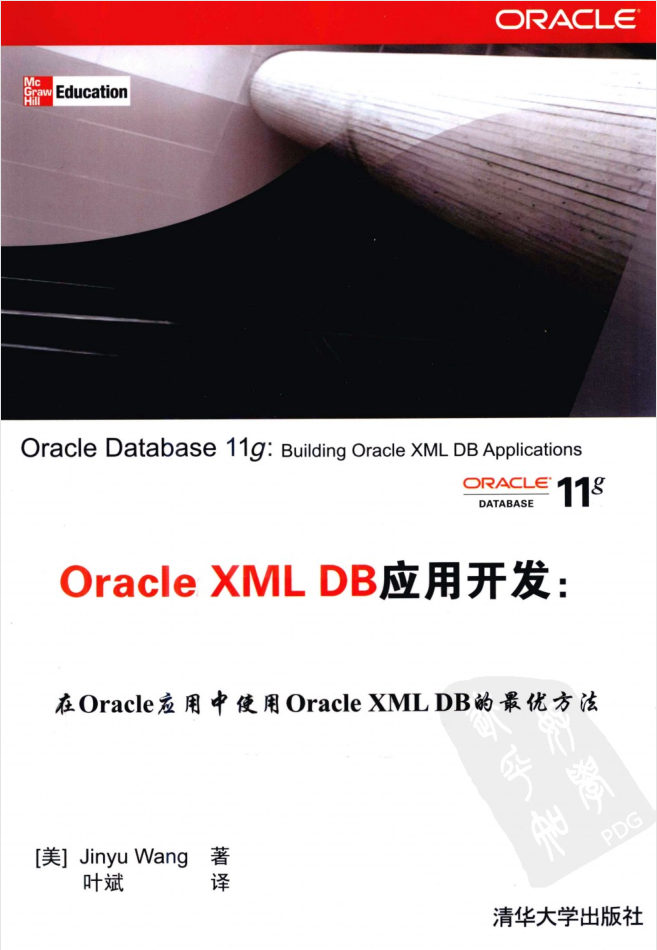 ORACLE
Mc
Graw
Hill
Education
Oracle Database 11g: Building Oracle XML DB Applications
ORACLE
DATABASE
11g
Oracle XML DB应用开发：
在Oracle应用中使用Oracle XML DB的最优方法
[美] Jinyu Wang 著
叶斌 译
PDG
清华大学出版社